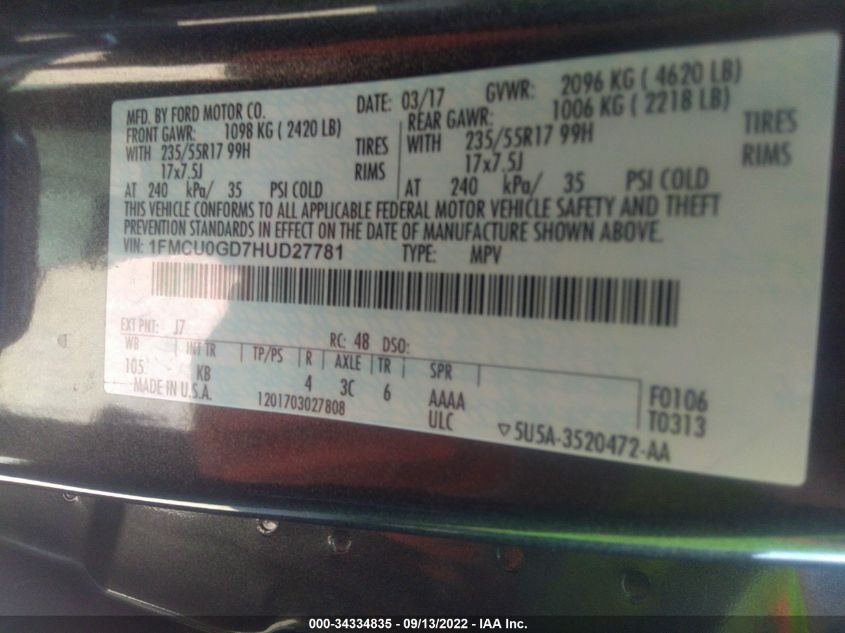 MFD. BY FORD MOTOR CO. DATE: 03/17 GVWR: 2096 KG ( 4620 LB)
FRONT GAWR: 1098 KG ( 2420 LB) REAR GAWR: 1006 KG ( 2218 LB)
WITH 235/55R17 99H TIRES WITH 235/55R17 99H TIRES
17x7.5J RIMS 17x7.5J RIMS
AT 240 kPa/ 35 PSI COLD AT 240 kPa/ 35 PSI COLD
THIS VEHICLE CONFORMS TO ALL APPLICABLE FEDERAL MOTOR VEHICLE SAFETY AND THEFT
PREVENTION STANDARDS IN EFFECT ON THE DATE OF MANUFACTURE SHOWN ABOVE.
VIN: 1FMCU0GD7HUD27781 TYPE: MPV
EXT PNT: J7 RC: 48 DSO:
WB INT TR TP/PS R AXLE TR SPR
105 KB 4 3C 6 AAAA F0106
MADE IN U.S.A. 1201703027808 ULC T0313
▽5U5A-3520472-AA
000-34334835 - 09/13/2022 - IAA Inc.